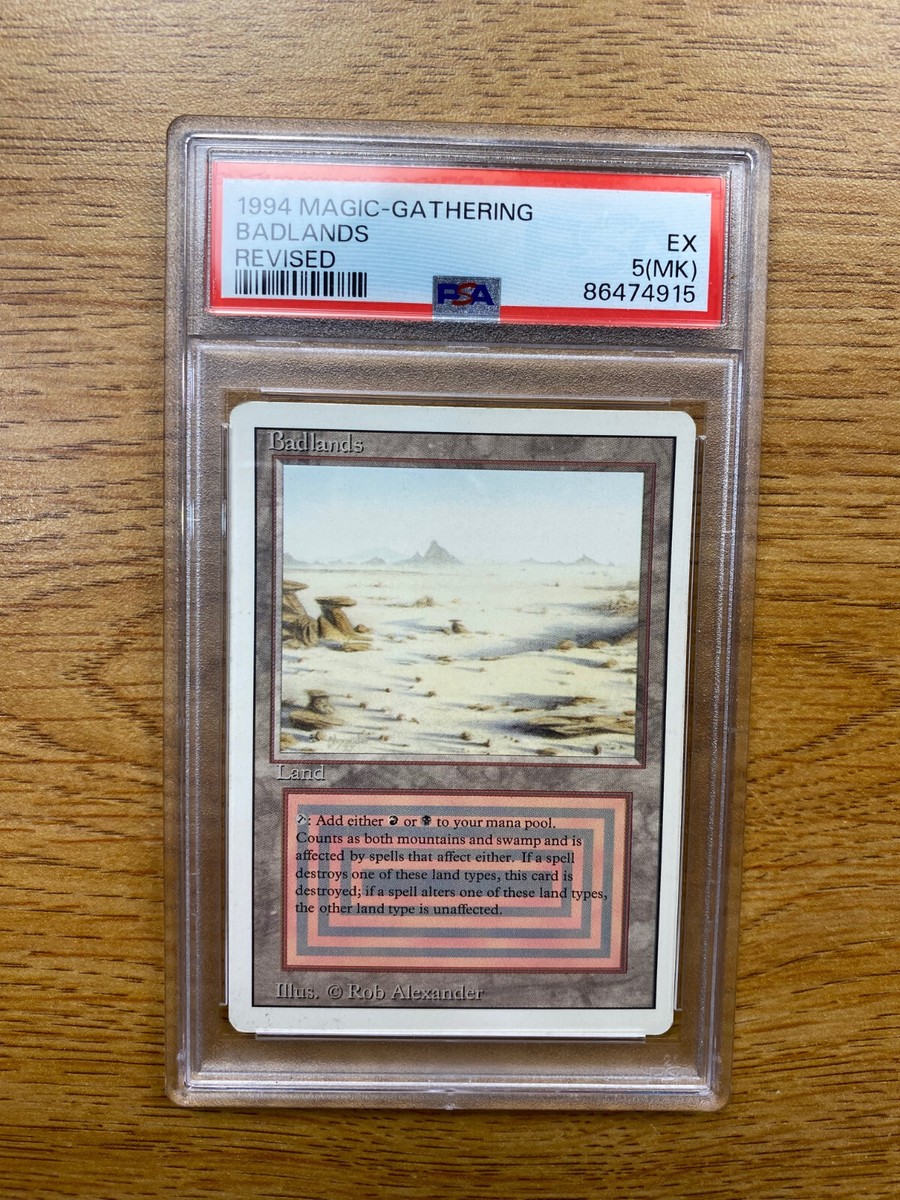 1994 MAGIC-GATHERING
BADLANDS
REVISED
EX
5(MK)
86474915
PSA
Badlands
Land
: Add either or to your mana pool.
Counts as both mountains and swamp and is
affected by spells that affect either. If a spell
destroys one of these land types, this card is
destroyed; if a spell alters one of these land types,
the other land type is unaffected.
Illus. © Rob Alexander